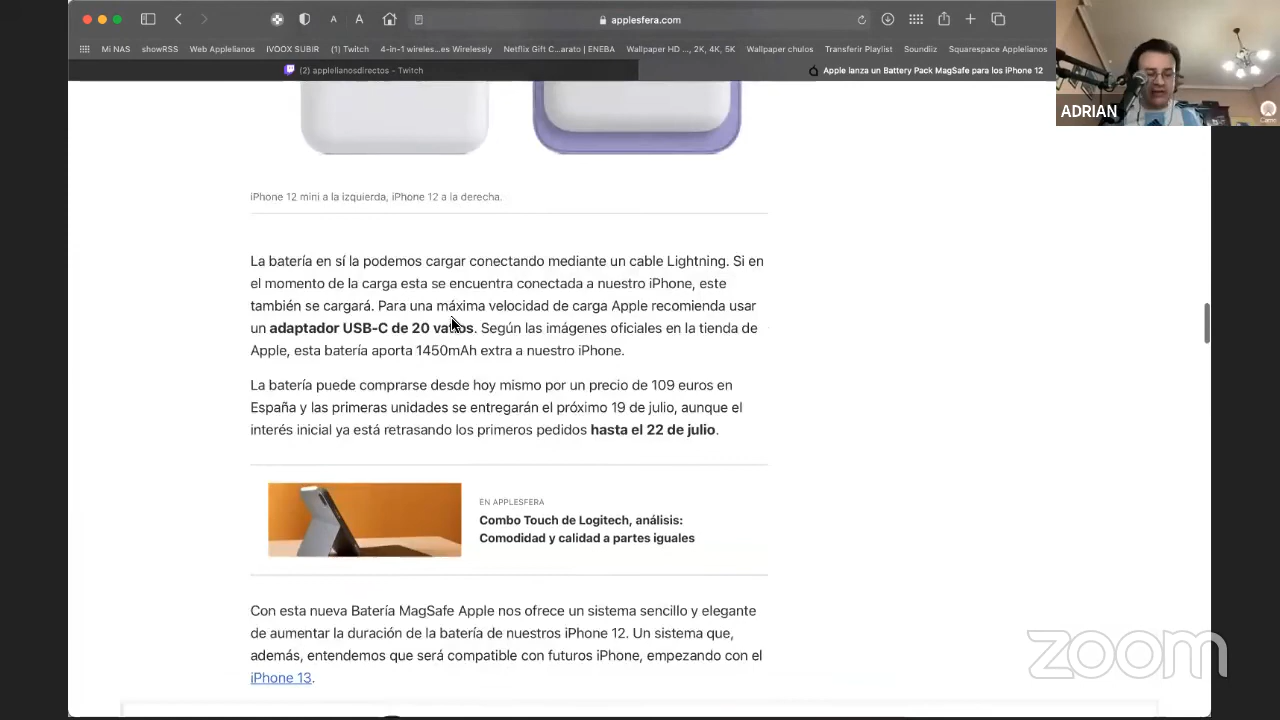 A A applesfera.com
Mi NAS showRSS Web Applelianos iVOOX SUBIR (1) Twitch 4-in-1 wireles...es Wirelessly Netflix Gift C...arato | ENEBA Wallpaper HD ..., 2K, 4K, 5K Wallpaper chulos Transferir Playlist Soundiiz Squarespace Applelianos
(2) applelianosdirectos - Twitch Apple lanza un Battery Pack MagSafe para los iPhone 12
ADRIAN
iPhone 12 mini a la izquierda, iPhone 12 a la derecha.
La batería en sí la podemos cargar conectando mediante un cable Lightning. Si en
el momento de la carga esta se encuentra conectada a nuestro iPhone, este
también se cargará. Para una máxima velocidad de carga Apple recomienda usar
un adaptador USB-C de 20 vatios. Según las imágenes oficiales en la tienda de
Apple, esta batería aporta 1450mAh extra a nuestro iPhone.
La batería puede comprarse desde hoy mismo por un precio de 109 euros en
España y las primeras unidades se entregarán el próximo 19 de julio, aunque el
interés inicial ya está retrasando los primeros pedidos hasta el 22 de julio.
EN APPLESFERA
Combo Touch de Logitech, análisis:
Comodidad y calidad a partes iguales
Con esta nueva Batería MagSafe Apple nos ofrece un sistema sencillo y elegante
de aumentar la duración de la batería de nuestros iPhone 12. Un sistema que,
además, entendemos que será compatible con futuros iPhone, empezando con el
iPhone 13.
zoom